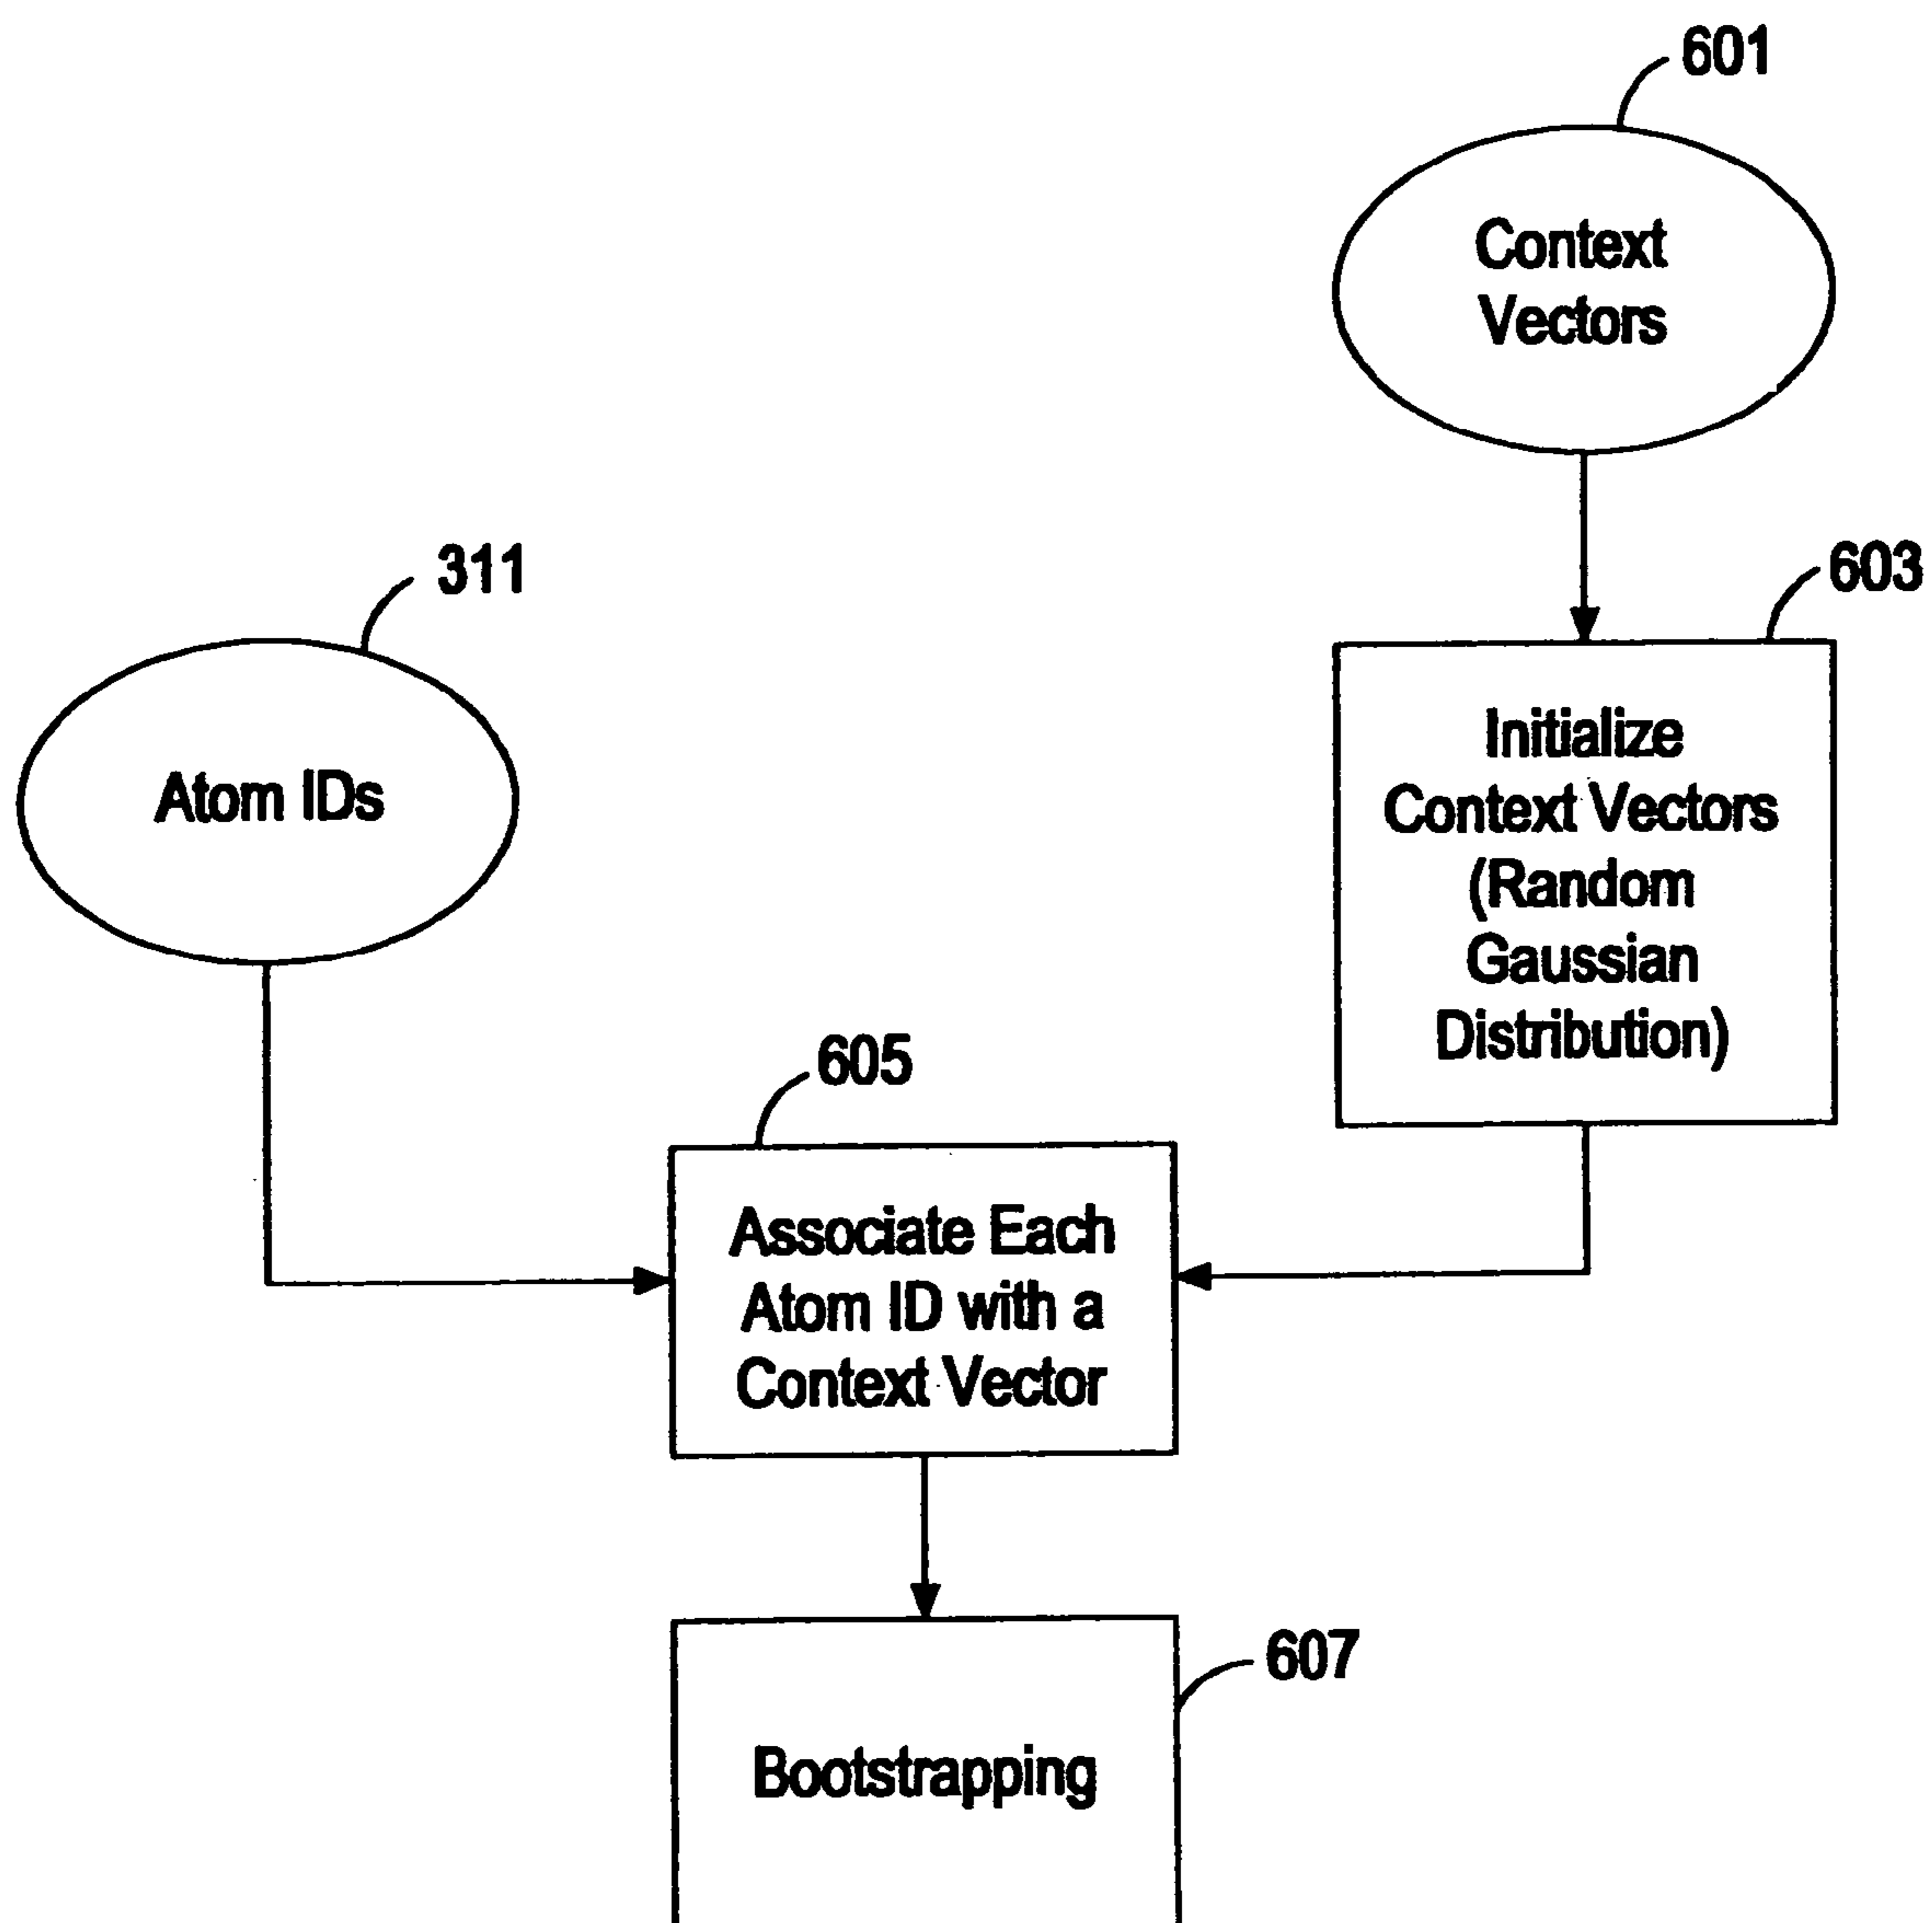 601
Context
Vectors
311
603
Atom IDs
Initialize
Context Vectors
(Random
Gaussian
Distribution)
605
Associate Each
Atom ID with a
Context Vector
607
Bootstrapping